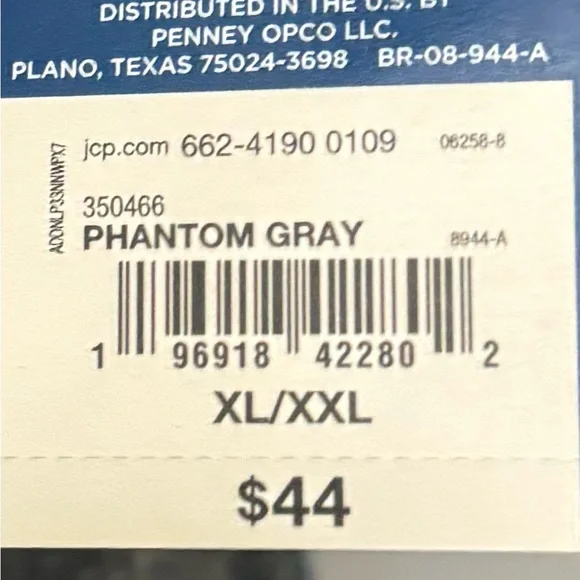 DISTRIBUTED IN THE U.S. BY
PENNEY OPCO LLC.
PLANO, TEXAS 75024-3698 BR-08-944-A
jcp.com 662-4190 0109 06258-8
350466
PHANTOM GRAY 8944-A
1 96918 42280 2
XL/XXL
$44